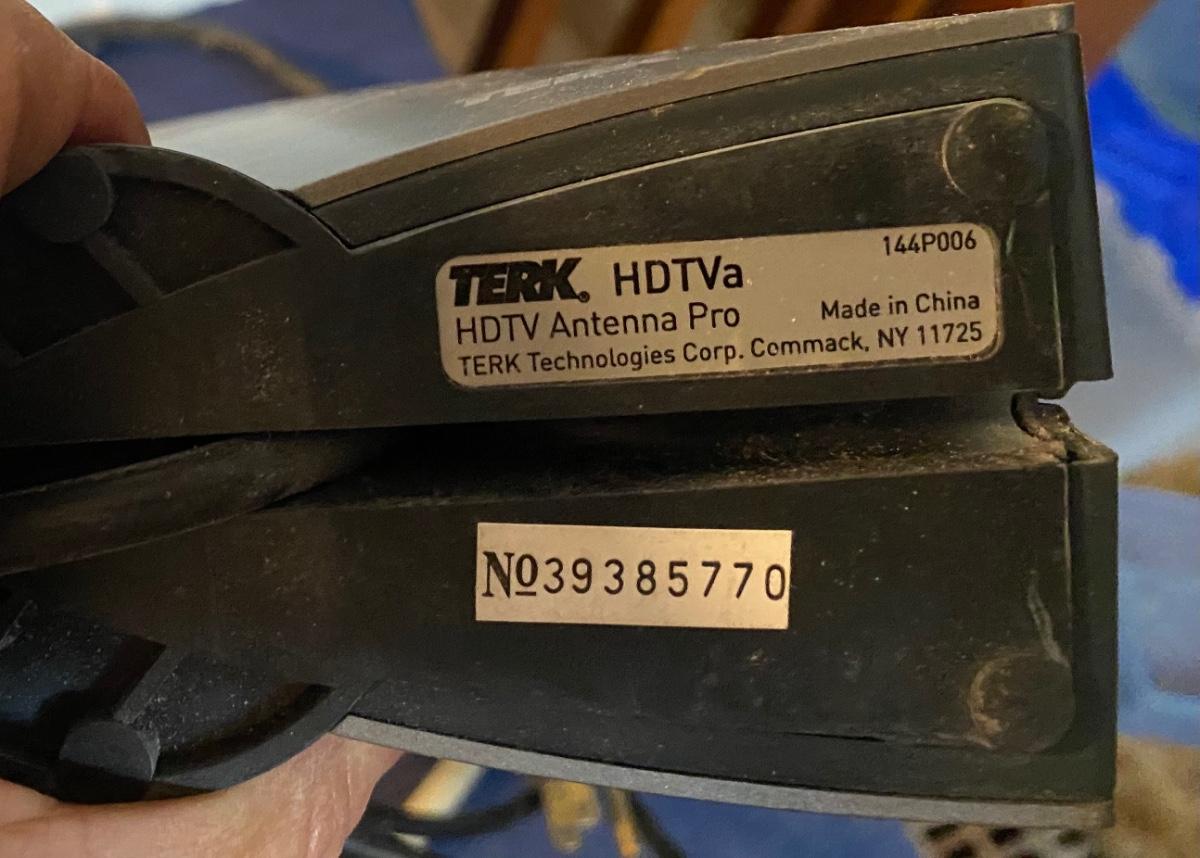 144P006
TERK® HDTVa
HDTV Antenna Pro
Made in China
TERK Technologies Corp. Commack, NY 11725
No39385770